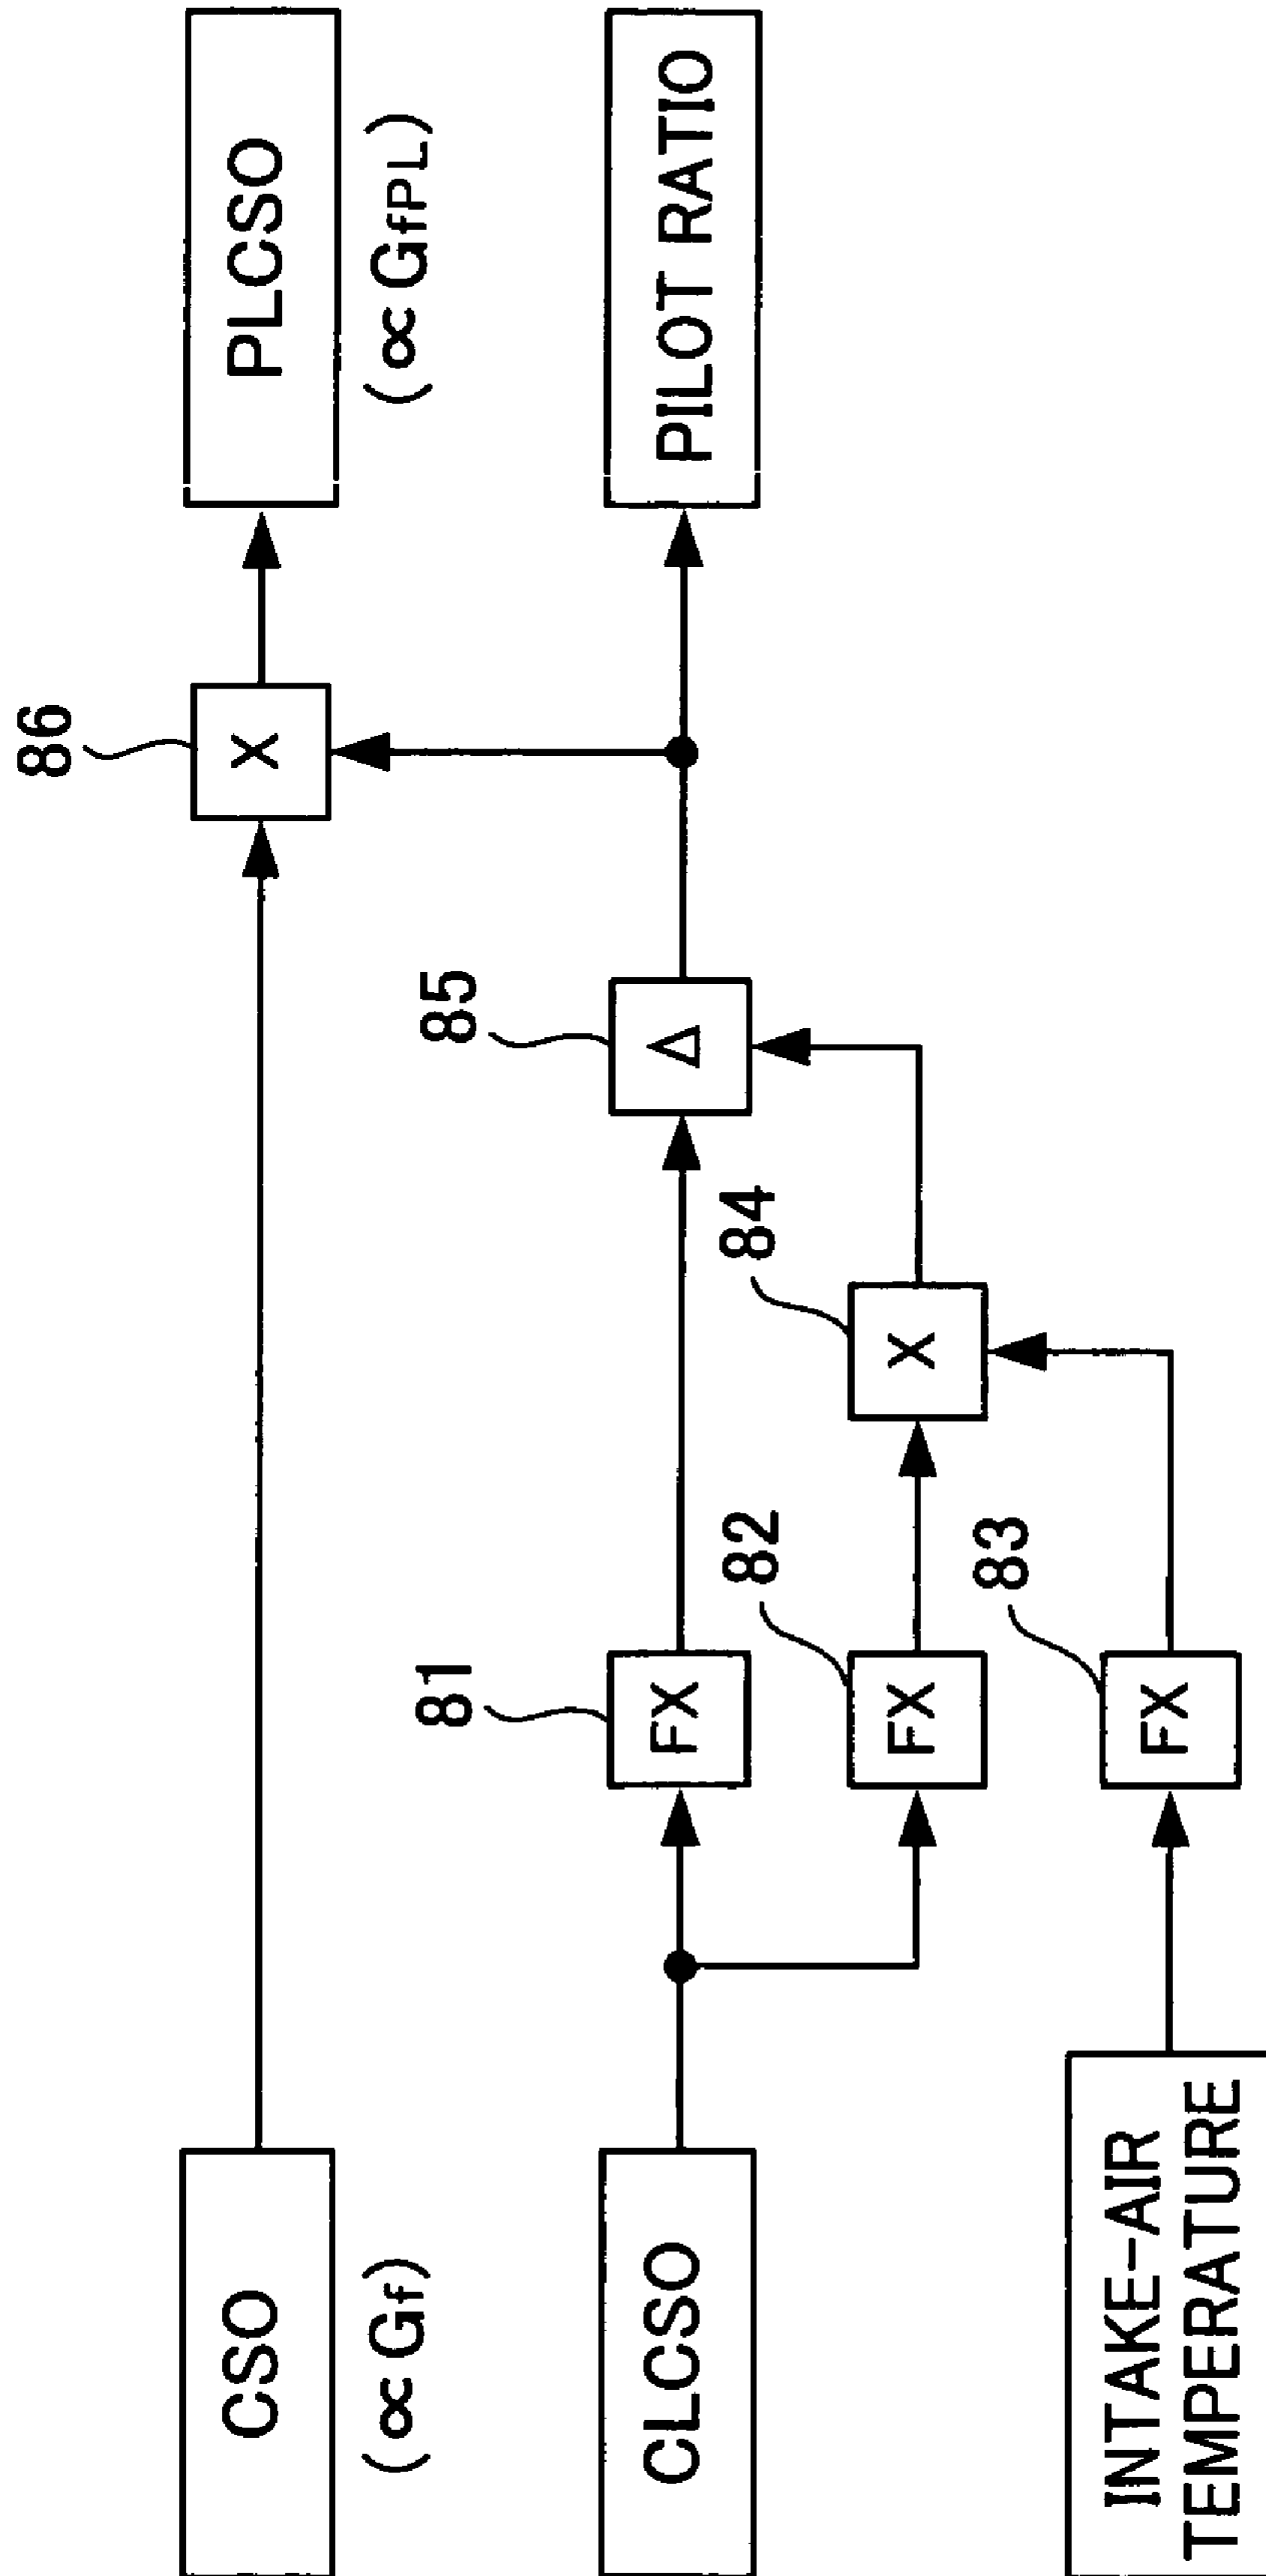 CSO
(∝Gf)
86
X
PLCSO
(∝GfPL)
CLCSO
81
FX
85
Δ
PILOT RATIO
82
FX
84
X
INTAKE-AIR
TEMPERATURE
83
FX